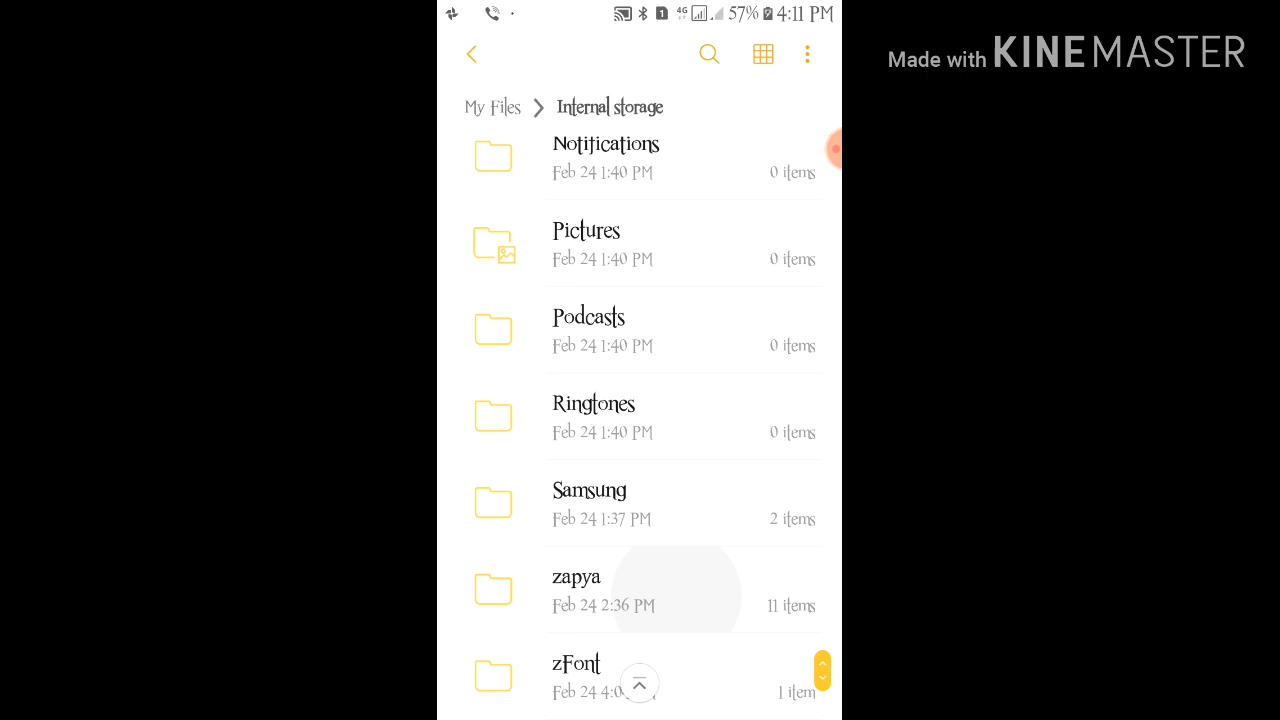 57% 4:11 PM
Made with KINEMASTER
My Files > Internal storage
Notifications
Feb 24 1:40 PM 0 items
Pictures
Feb 24 1:40 PM 0 items
Podcasts
Feb 24 1:40 PM 0 items
Ringtones
Feb 24 1:40 PM 0 items
Samsung
Feb 24 1:37 PM 2 items
zapya
Feb 24 2:36 PM 11 items
zFont
Feb 24 1 item